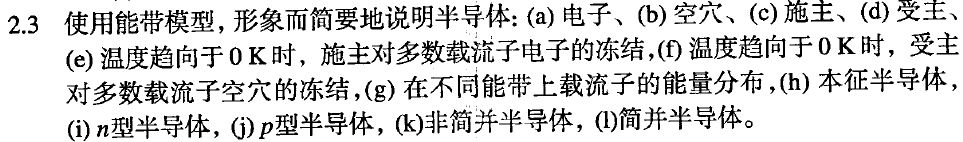 2.3 使用能带模型，形象而简要地说明半导体：(a) 电子、(b) 空穴、(c) 施主、(d) 受主、
(e) 温度趋向于 0 K 时，施主对多数载流子电子的冻结，(f) 温度趋向于 0 K 时，受主
对多数载流子空穴的冻结，(g) 在不同能带上载流子的能量分布，(h) 本征半导体，
(i) n型半导体，(j) p型半导体，(k)非简并半导体，(l)简并半导体。